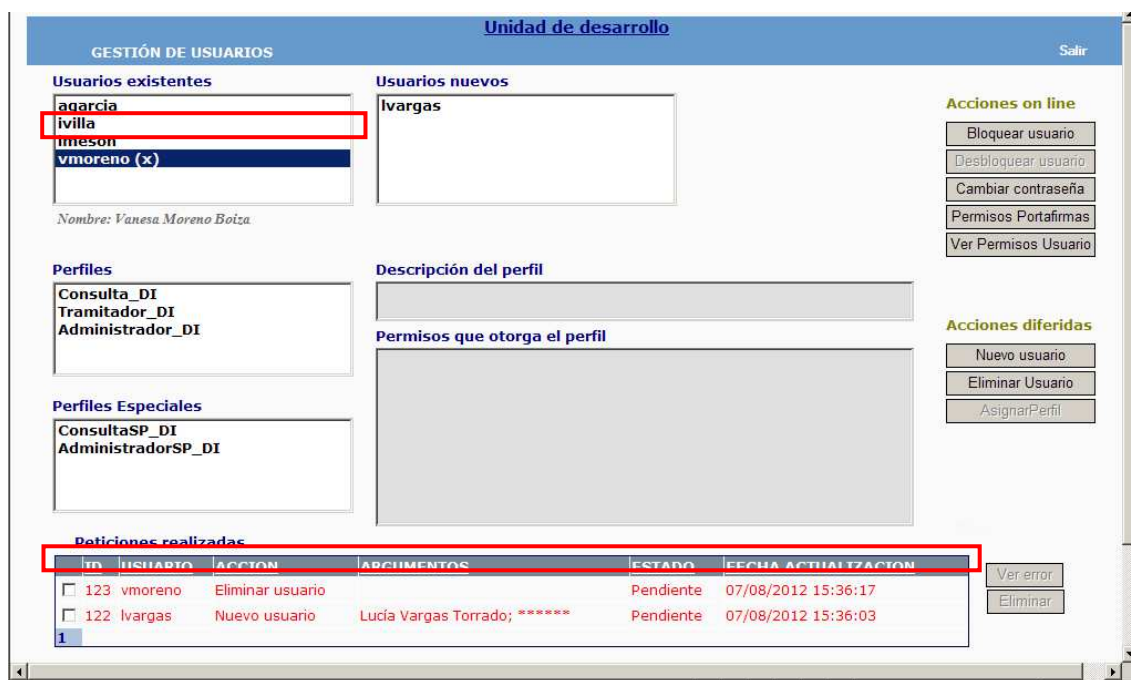 Unidad de desarrollo
GESTIÓN DE USUARIOS
Salir
Usuarios existentes
Usuarios nuevos
agarcia
ivilla
imeson
vmoreno (x)
lvargas
Nombre: Vanesa Moreno Boiza
Acciones on line
Bloquear usuario
Desbloquear usuario
Cambiar contraseña
Permisos Portafirmas
Ver Permisos Usuario
Perfiles
Consulta_DI
Tramitador_DI
Administrador_DI
Descripción del perfil
Permisos que otorga el perfil
Acciones diferidas
Nuevo usuario
Eliminar Usuario
AsignarPerfil
Perfiles Especiales
ConsultaSP_DI
AdministradorSP_DI
Peticiones realizadas
ID USUARIO ACCION ARGUMENTOS ESTADO FECHA ACTUALIZACION
123 vmoreno Eliminar usuario Pendiente 07/08/2012 15:36:17
122 lvargas Nuevo usuario Lucía Vargas Torrado; ****** Pendiente 07/08/2012 15:36:03
1
Ver error
Eliminar